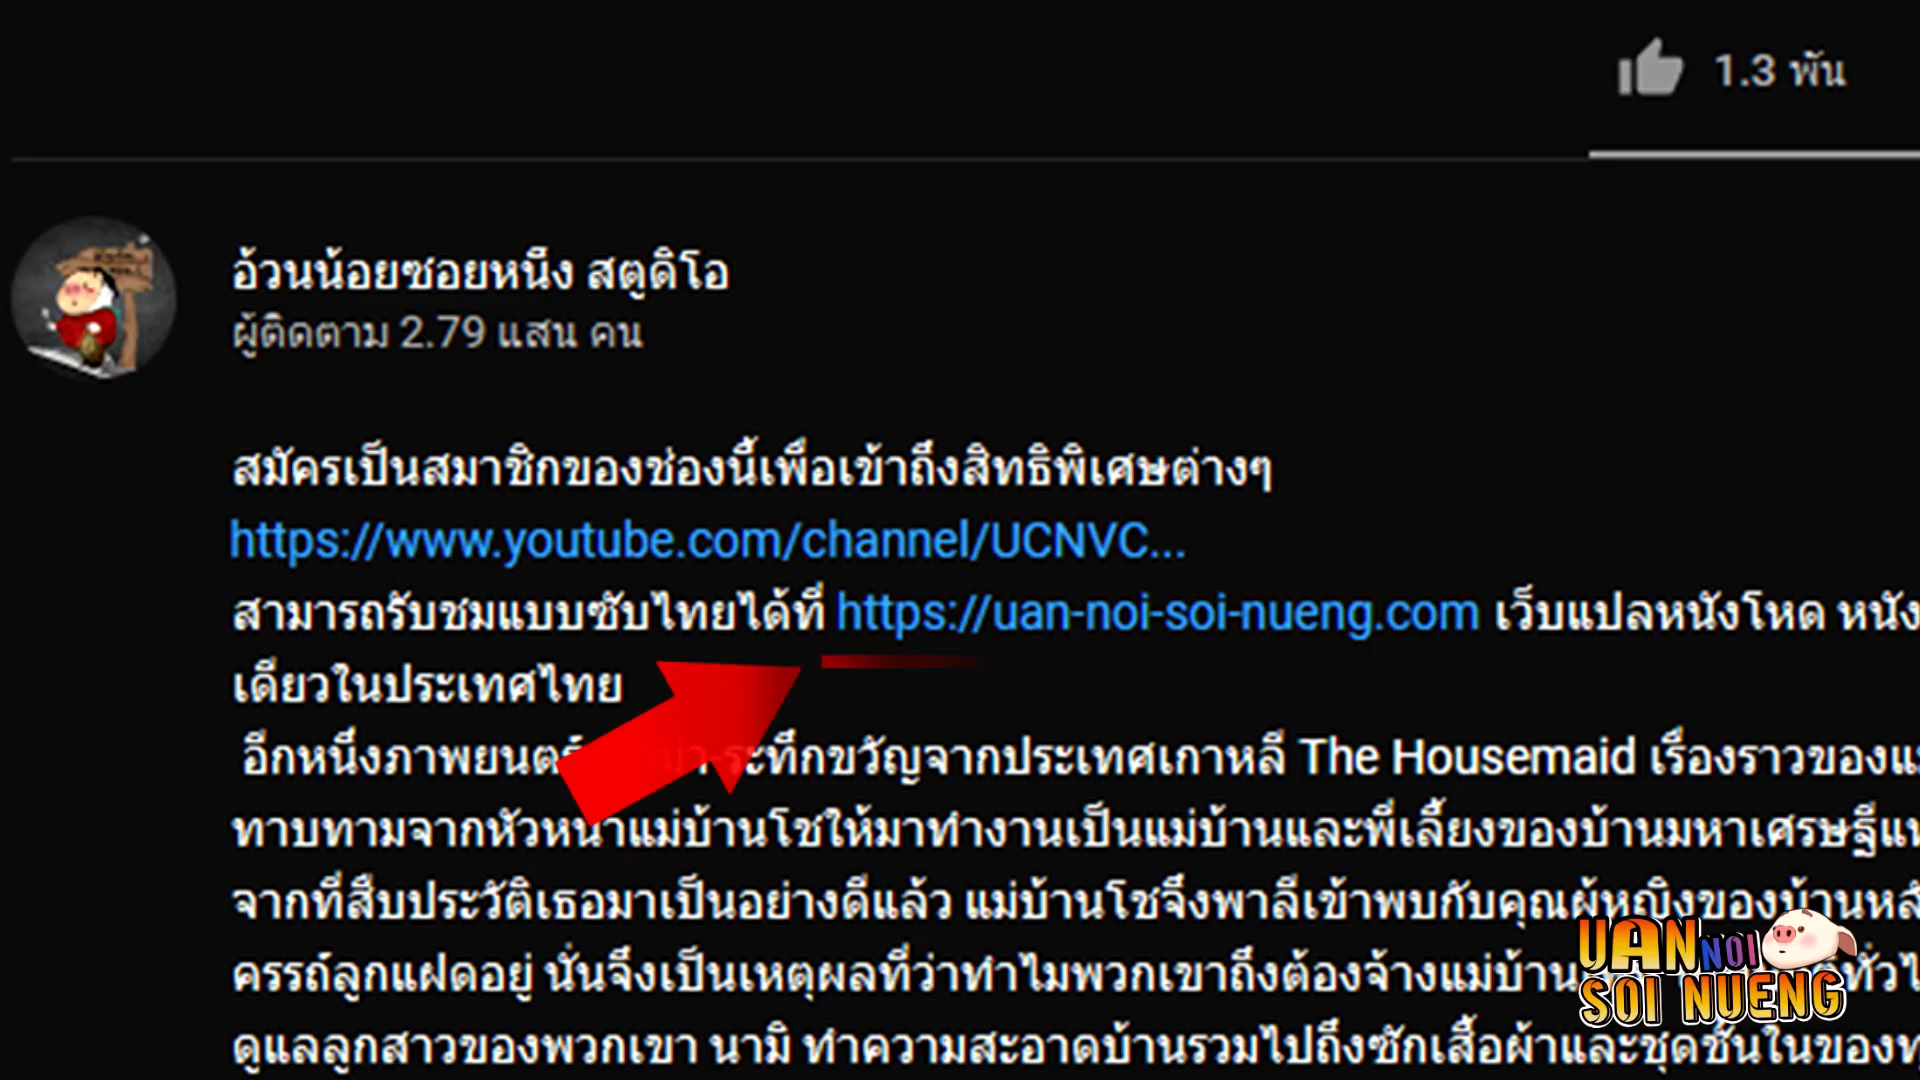 1.3 พัน
อ้วนน้อยซอยหนึ่ง สตูดิโอ
ผู้ติดตาม 2.79 แสน คน
สมัครเป็นสมาชิกของช่องนี้เพื่อเข้าถึงสิทธิพิเศษต่างๆ
https://www.youtube.com/channel/UCNVC...
สามารถรับชมแบบซับไทยได้ที่ https://uan-noi-soi-nueng.com เว็บแปลหนังโหด หนัง
เดียวในประเทศไทย
อีกหนึ่งภาพยนตร์ ระทึกขวัญจากประเทศเกาหลี The Housemaid เรื่องราวของ
ทาบทามจากหัวหน้าแม่บ้านโชให้มาทำงานเป็นแม่บ้านและพี่เลี้ยงของบ้านมหาเศรษฐี
จากที่สืบประวัติเธอมาเป็นอย่างดีแล้ว แม่บ้านโชจึงพาลีเข้าพบกับคุณผู้หญิงของบ้าน
ครรถ์ลูกแฝดอยู่ นั่นจึงเป็นเหตุผลที่ว่าทำไมพวกเขาถึงต้องจ้างแม่บ้าน
ดูแลลูกสาวของพวกเขา นามิ ทำความสะอาดบ้านรวมไปถึงซักเสื้อผ้าและชุดชั้นในของ
UAN NOI
SOI NUENG